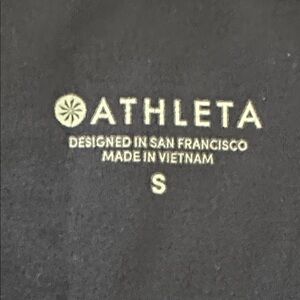 ATHLETA
DESIGNED IN SAN FRANCISCO
MADE IN VIETNAM
S